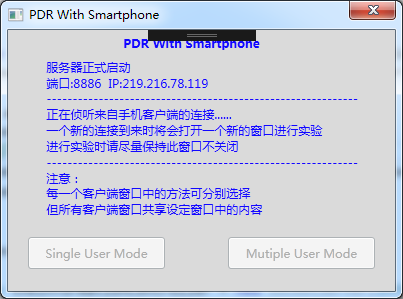 PDR With Smartphone
PDR With Smartphone
服务器正式启动
端口:8886 IP:219.216.78.119
正在侦听来自手机客户端的连接......
一个新的连接到来时将会打开一个新的窗口进行实验
进行实验时请尽量保持此窗口不关闭
注意：
每一个客户端窗口中的方法可分别选择
但所有客户端窗口共享设定窗口中的内容
Single User Mode
Mutiple User Mode